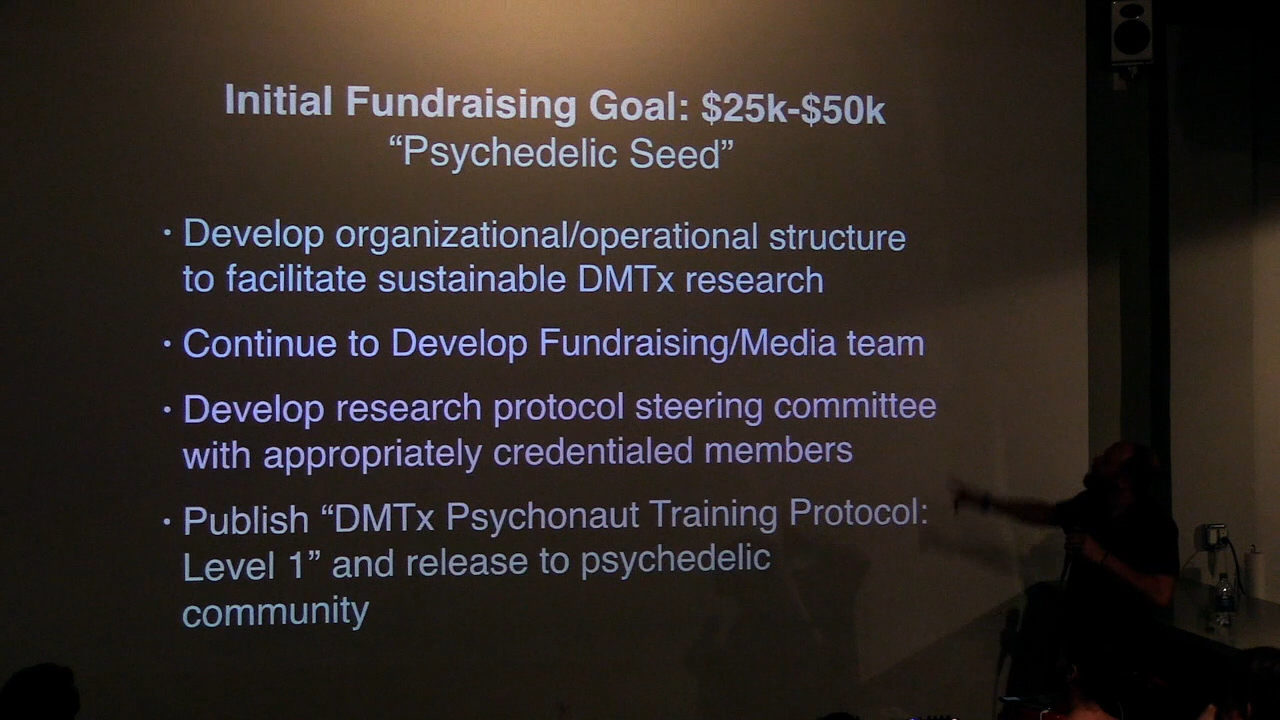 Initial Fundraising Goal: $25k-$50k
“Psychedelic Seed”
· Develop organizational/operational structure
to facilitate sustainable DMTx research
· Continue to Develop Fundraising/Media team
· Develop research protocol steering committee
with appropriately credentialed members
· Publish “DMTx Psychonaut Training Protocol:
Level 1” and release to psychedelic
community